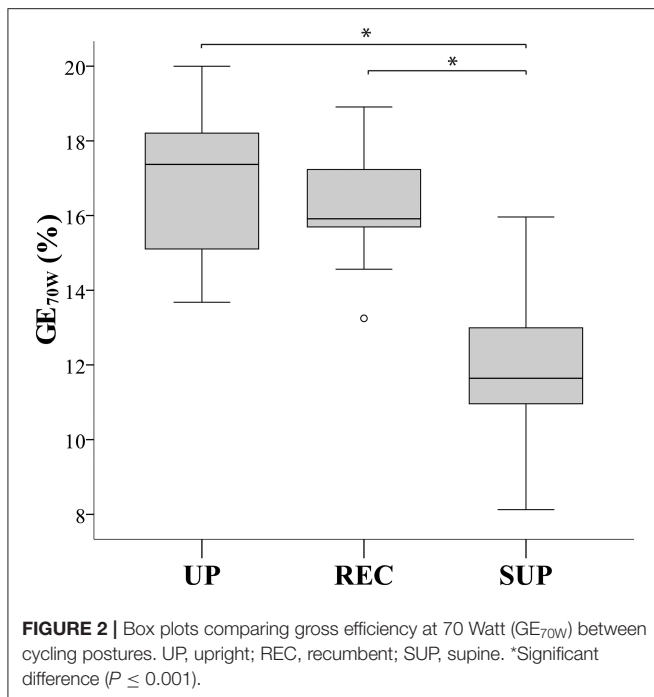 * 
*
20
18
16
14
12
10
8
GE70W (%)
UP REC SUP
FIGURE 2 | Box plots comparing gross efficiency at 70 Watt (GE70W) between
cycling postures. UP, upright; REC, recumbent; SUP, supine. *Significant
difference (P ≤ 0.001).